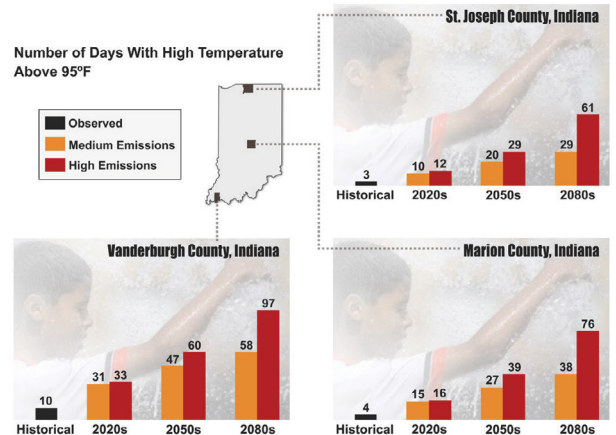 Number of Days With High Temperature
Above 95ºF
Observed
Medium Emissions
High Emissions
St. Joseph County, Indiana
3
10
12
20
29
29
61
Historical
2020s
2050s
2080s
Vanderburgh County, Indiana
10
31
33
47
60
58
97
Historical
2020s
2050s
2080s
Marion County, Indiana
4
15
16
27
39
38
76
Historical
2020s
2050s
2080s